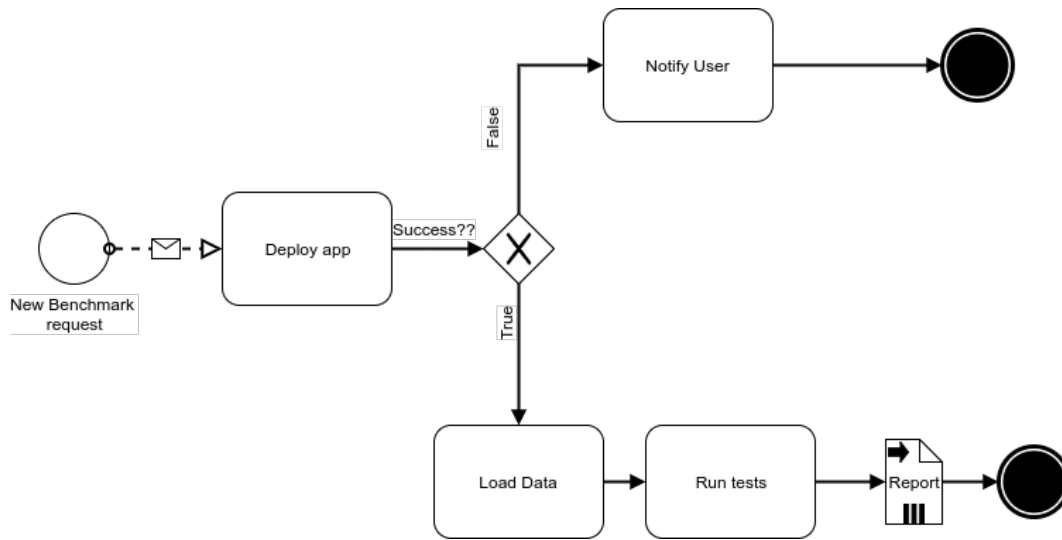 Notify User
False
Success??
Deploy app
New Benchmark
request
True
Load Data
Run tests
Report